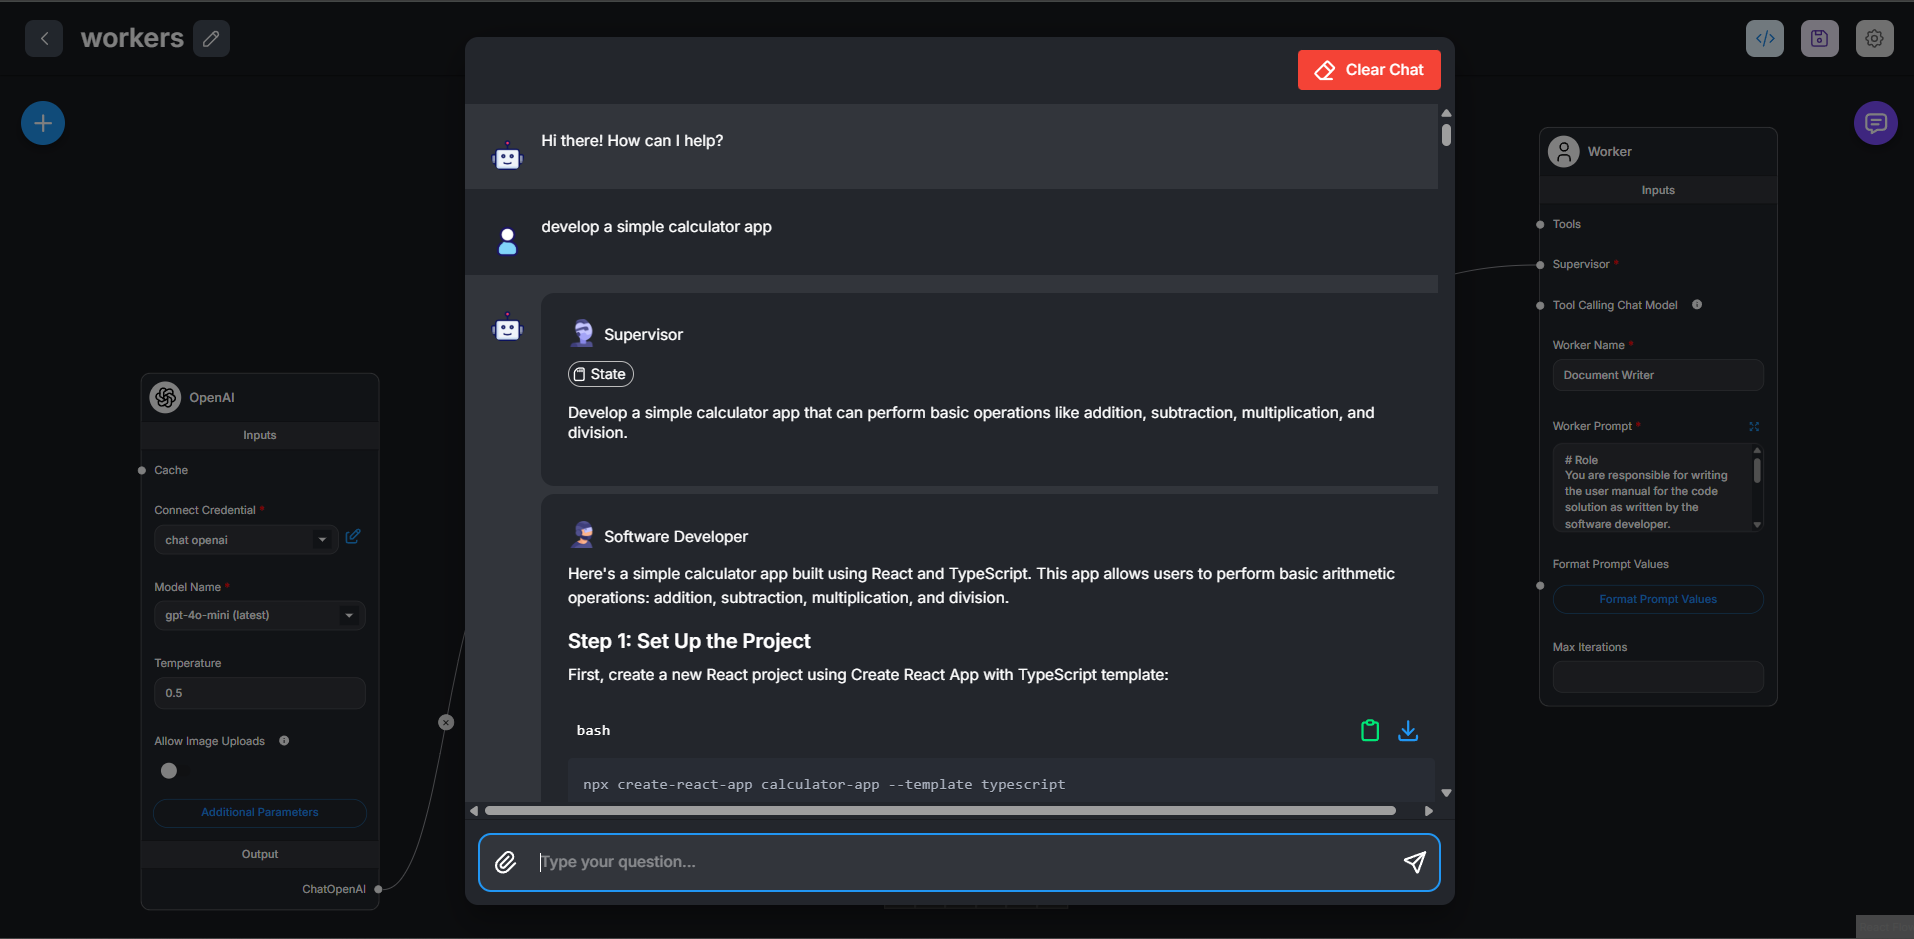 workers
Clear Chat
Hi there! How can I help?
develop a simple calculator app
Supervisor
State
Develop a simple calculator app that can perform basic operations like addition, subtraction, multiplication, and
division.
Software Developer
Here's a simple calculator app built using React and TypeScript. This app allows users to perform basic arithmetic
operations: addition, subtraction, multiplication, and division.
Step 1: Set Up the Project
First, create a new React project using Create React App with TypeScript template:
bash
npx create-react-app calculator-app --template typescript
Type your question...
OpenAI
Inputs
Cache
Connect Credential *
chat openai
Model Name *
gpt-4o-mini (latest)
Temperature
0.5
Allow Image Uploads
Additional Parameters
Output
ChatOpenAI
Worker
Inputs
Tools
Supervisor *
Tool Calling Chat Model
Worker Name *
Document Writer
Worker Prompt *
# Role
You are responsible for writing
the user manual for the code
solution as written by the
software developer.
Format Prompt Values
Format Prompt Values
Max Iterations